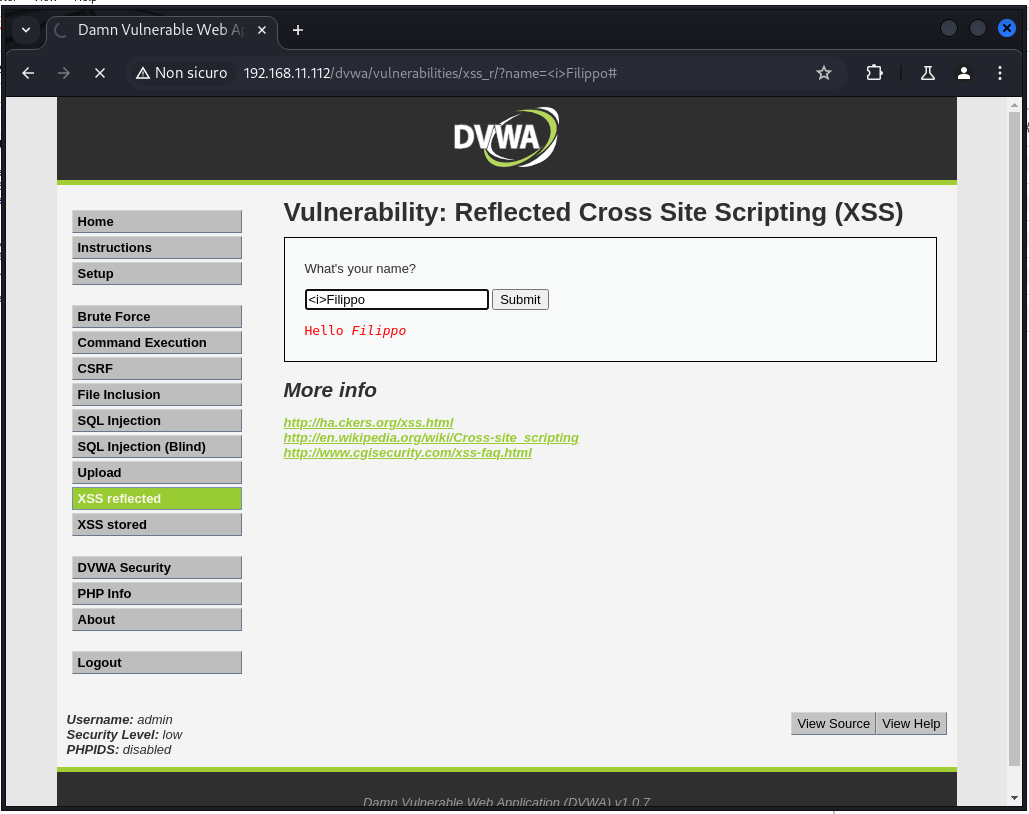 Damn Vulnerable Web Ap
Non sicuro 192.168.11.112/dvwa/vulnerabilities/xss_r/?name=<i>Filippo#
DVWA
Home
Instructions
Setup
Brute Force
Command Execution
CSRF
File Inclusion
SQL Injection
SQL Injection (Blind)
Upload
XSS reflected
XSS stored
DVWA Security
PHP Info
About
Logout
Vulnerability: Reflected Cross Site Scripting (XSS)
What's your name?
<i>Filippo Submit
Hello Filippo
More info
http://ha.ckers.org/xss.html
http://en.wikipedia.org/wiki/Cross-site_scripting
http://www.cgisecurity.com/xss-faq.html
Username: admin
Security Level: low
PHPIDS: disabled
View Source View Help
Damn Vulnerable Web Application (DVWA) v1.0.7